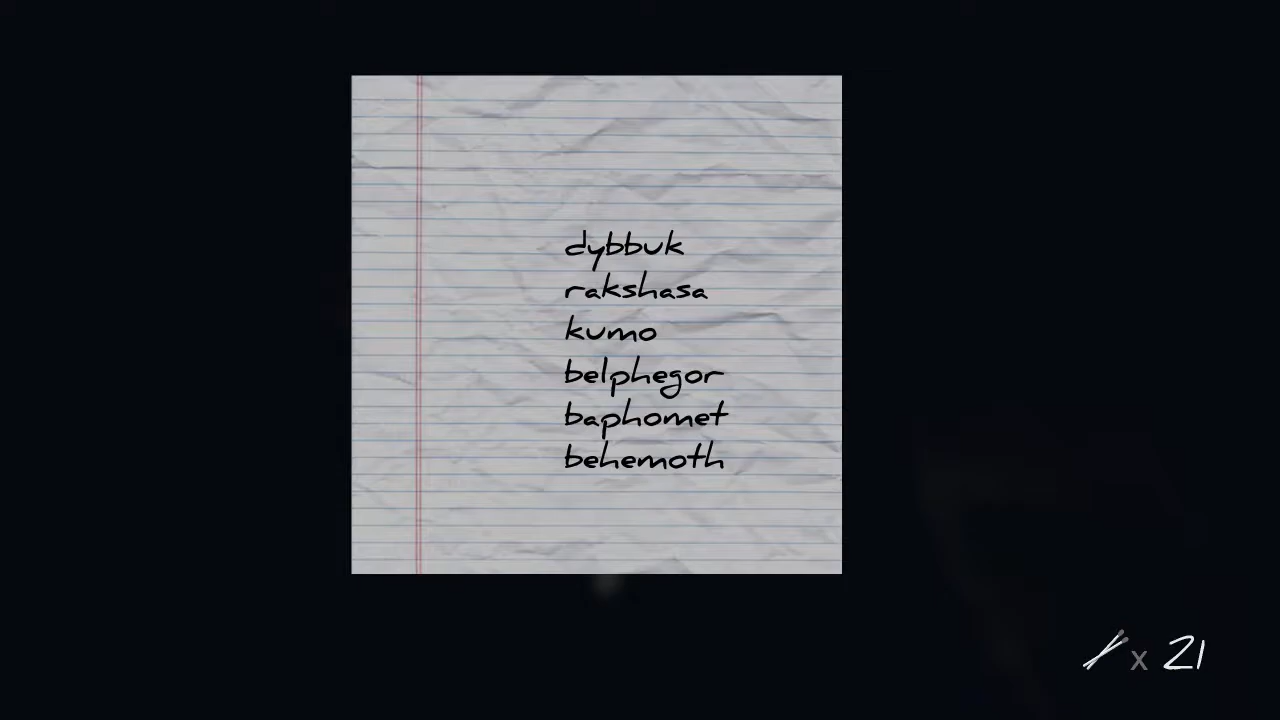 dybbuk
rakshasa
kumo
belphegor
baphomet
behemoth
x 21